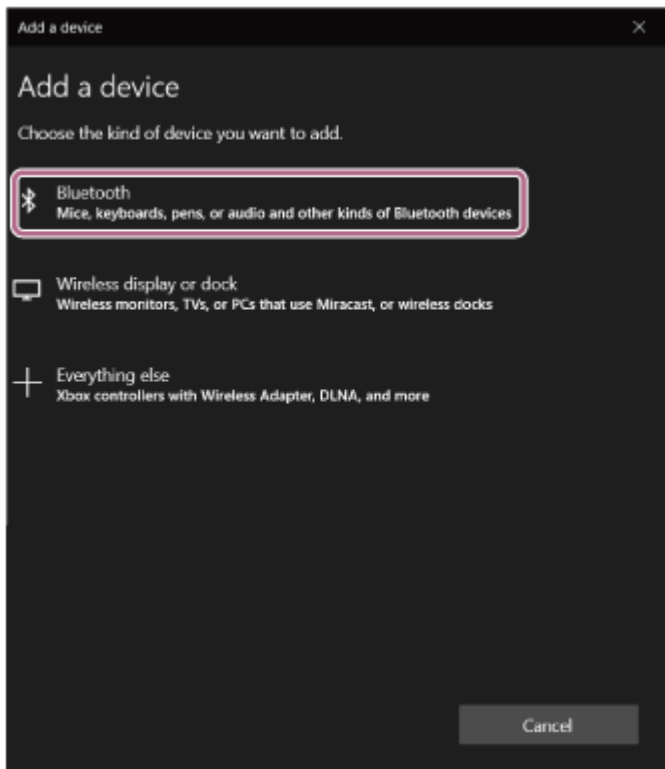 Add a device
Add a device
Choose the kind of device you want to add.
Bluetooth
Mice, keyboards, pens, or audio and other kinds of Bluetooth devices
Wireless display or dock
Wireless monitors, TVs, or PCs that use Miracast, or wireless docks
Everything else
Xbox controllers with Wireless Adapter, DLNA, and more
Cancel